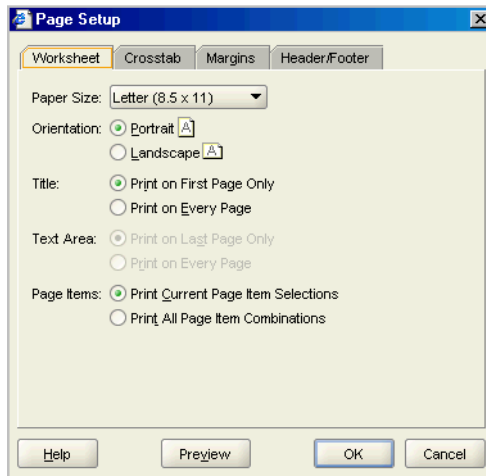 Page Setup
Worksheet Crosstab Margins Header/Footer
Paper Size: Letter (8.5 x 11)
Orientation: Portrait A
Landscape A
Title: Print on First Page Only
Print on Every Page
Text Area: Print on Last Page Only
Print on Every Page
Page Items: Print Current Page Item Selections
Print All Page Item Combinations
Help Preview OK Cancel